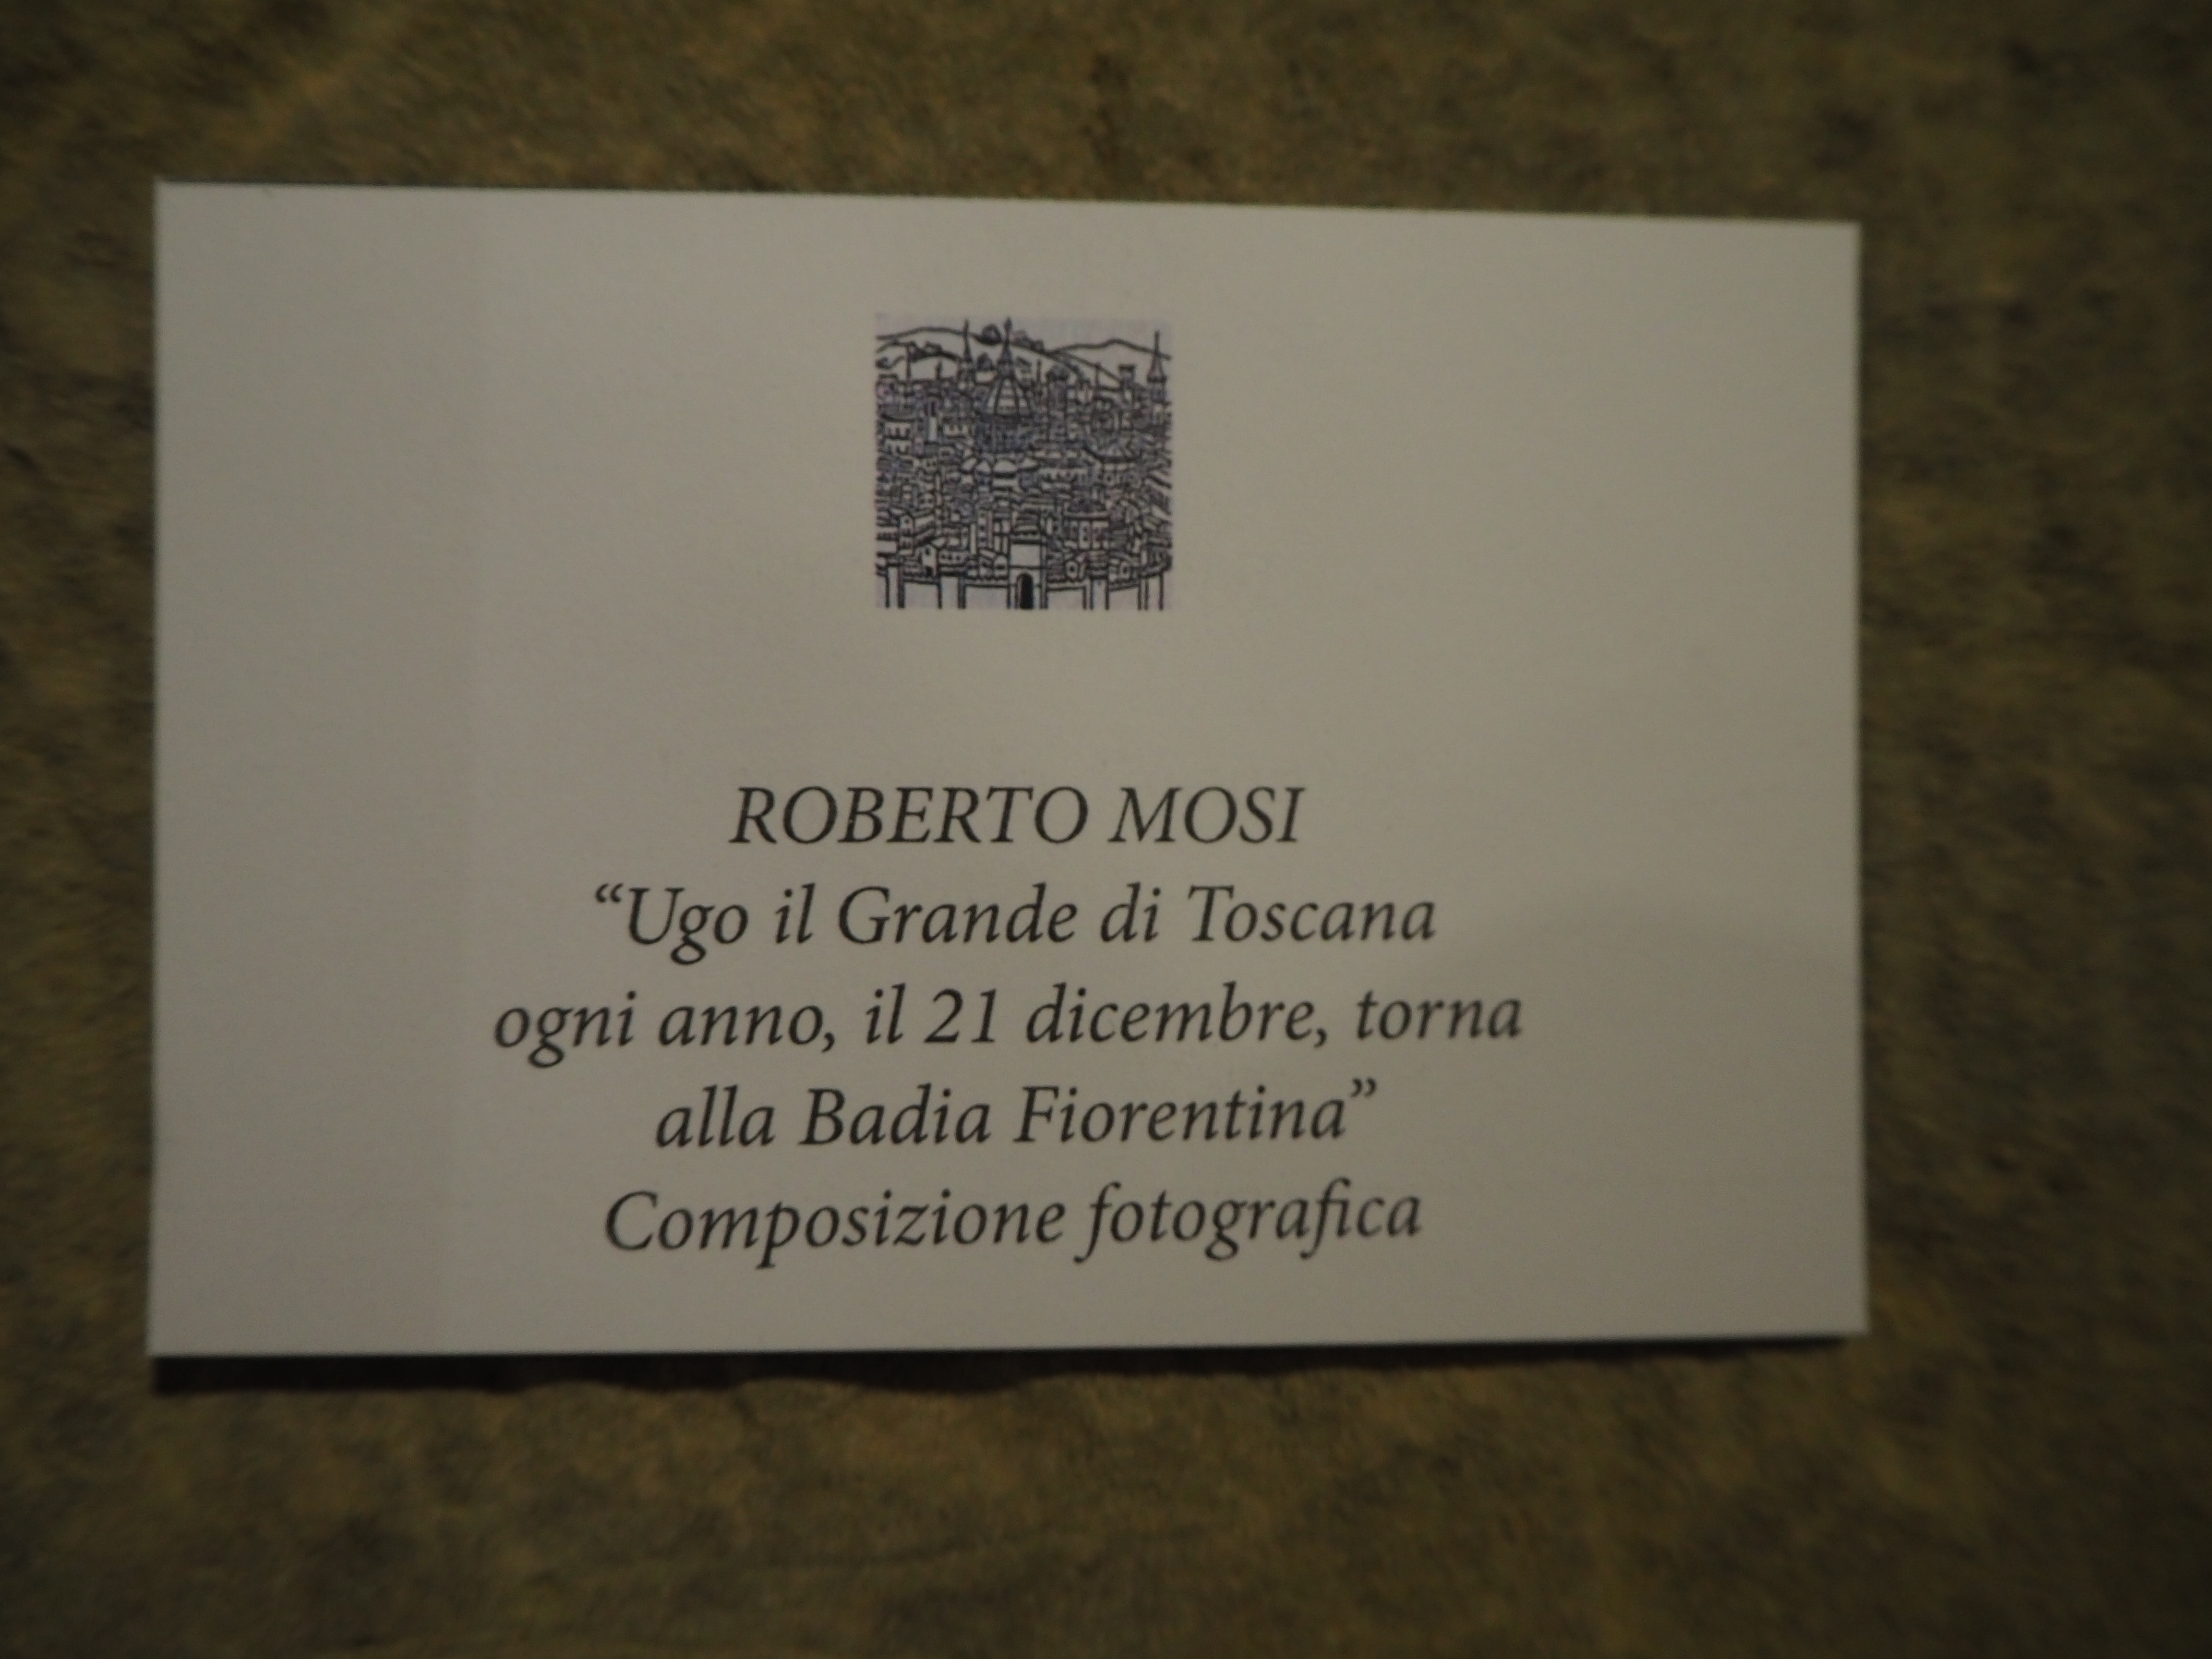 ROBERTO MOSI
“Ugo il Grande di Toscana
ogni anno, il 21 dicembre, torna
alla Badia Fiorentina”
Composizione fotografica